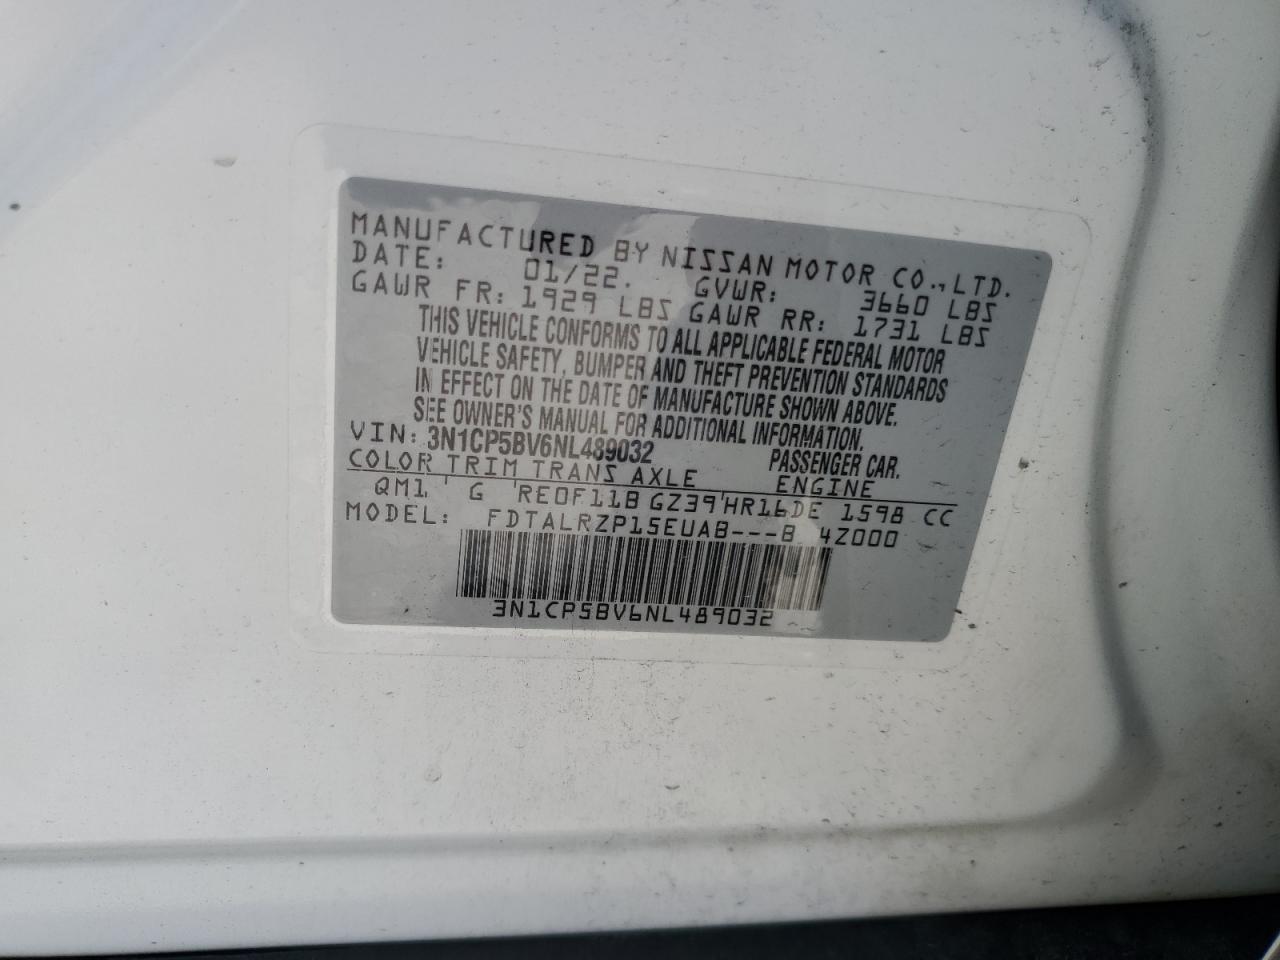 MANUFACTURED BY NISSAN MOTOR CO., LTD.
DATE: 01/22. GVWR: 3660 LBS
GAWR FR: 1929 LBS GAWR RR: 1731 LBS
THIS VEHICLE CONFORMS TO ALL APPLICABLE FEDERAL MOTOR
VEHICLE SAFETY, BUMPER AND THEFT PREVENTION STANDARDS
IN EFFECT ON THE DATE OF MANUFACTURE SHOWN ABOVE.
SEE OWNER'S MANUAL FOR ADDITIONAL INFORMATION.
VIN: 3N1CP5BV6NL489032 PASSENGER CAR.
COLOR TRIM TRANS AXLE ENGINE
QM1 G RE0F11B GZ39 HR16DE 1598 CC
MODEL: FDTALRZP15EUAB---B 4Z000
3N1CP5BV6NL489032